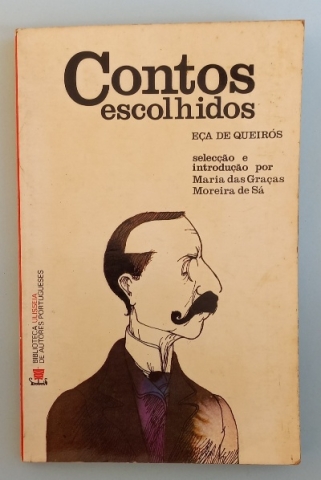 Contos
escolhidos
EÇA DE QUEIRÓS
selecção e
introdução por
Maria das Graças
Moreira de Sá
BIBLIOTECA ULISSEIA
DE AUTORES PORTUGUESES